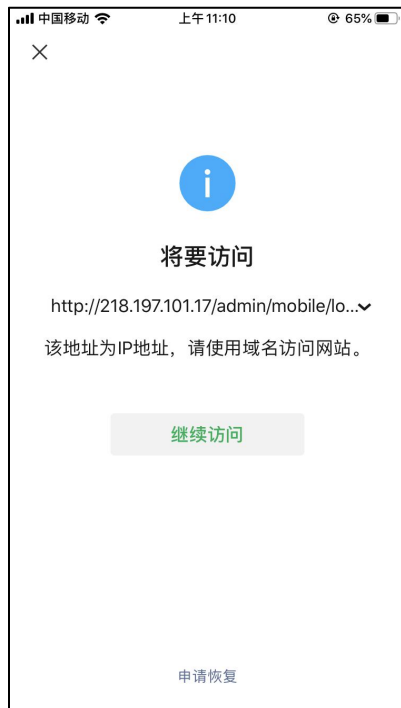 中国移动 上午11:10 65%
将要访问
http://218.197.101.17/admin/mobile/lo...
该地址为IP地址，请使用域名访问网站。
继续访问
申请恢复